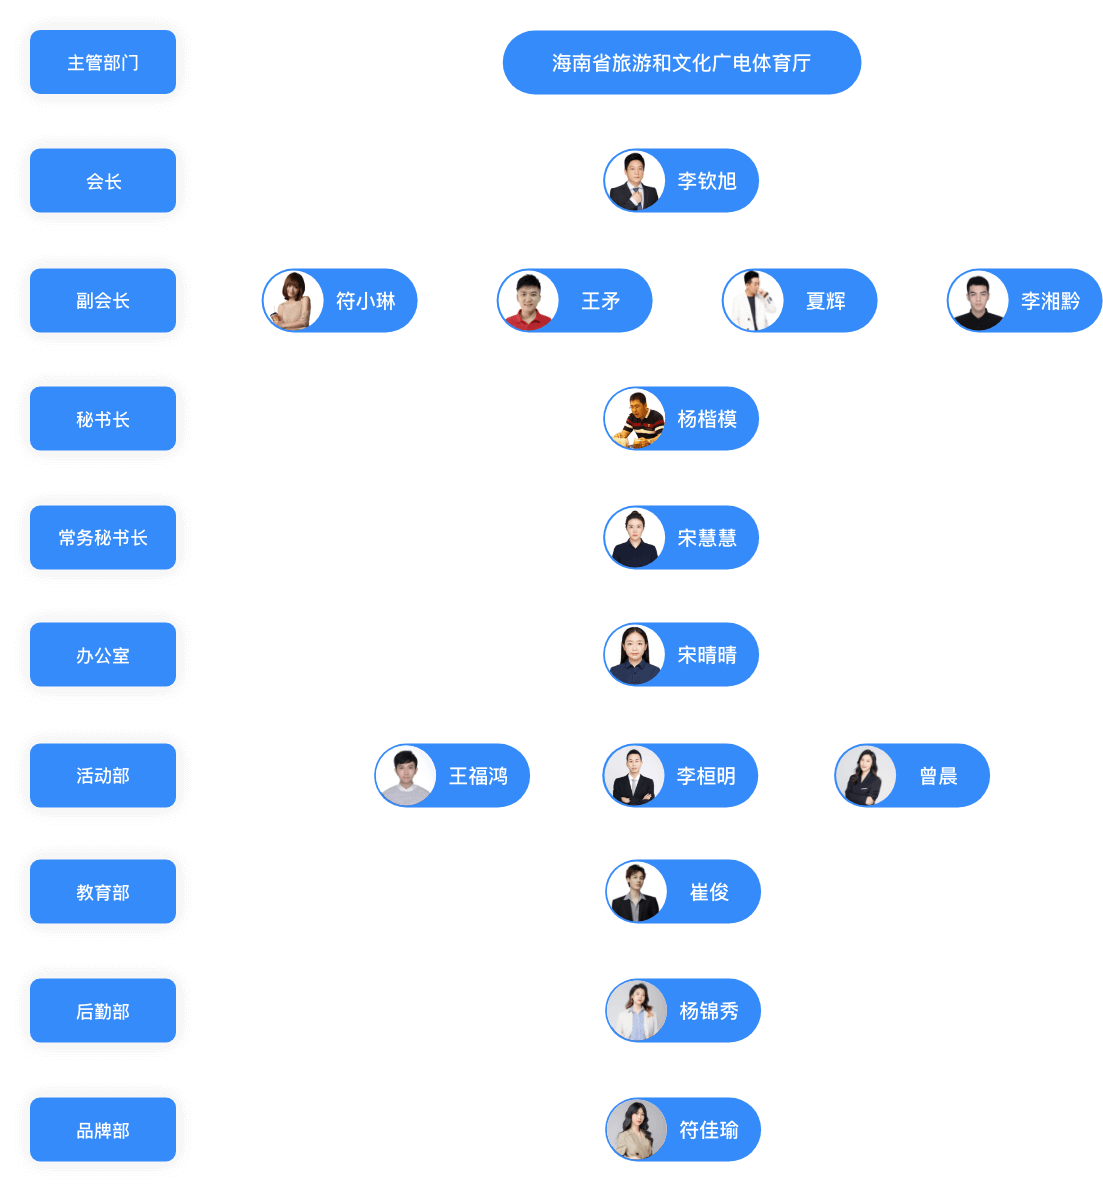 主管部门
海南省旅游和文化广电体育厅
会长
李钦旭
副会长
符小琳
王矛
夏辉
李湘黔
秘书长
杨楷模
常务秘书长
宋慧慧
办公室
宋晴晴
活动部
王福鸿
李桓明
曾晨
教育部
崔俊
后勤部
杨锦秀
品牌部
符佳瑜